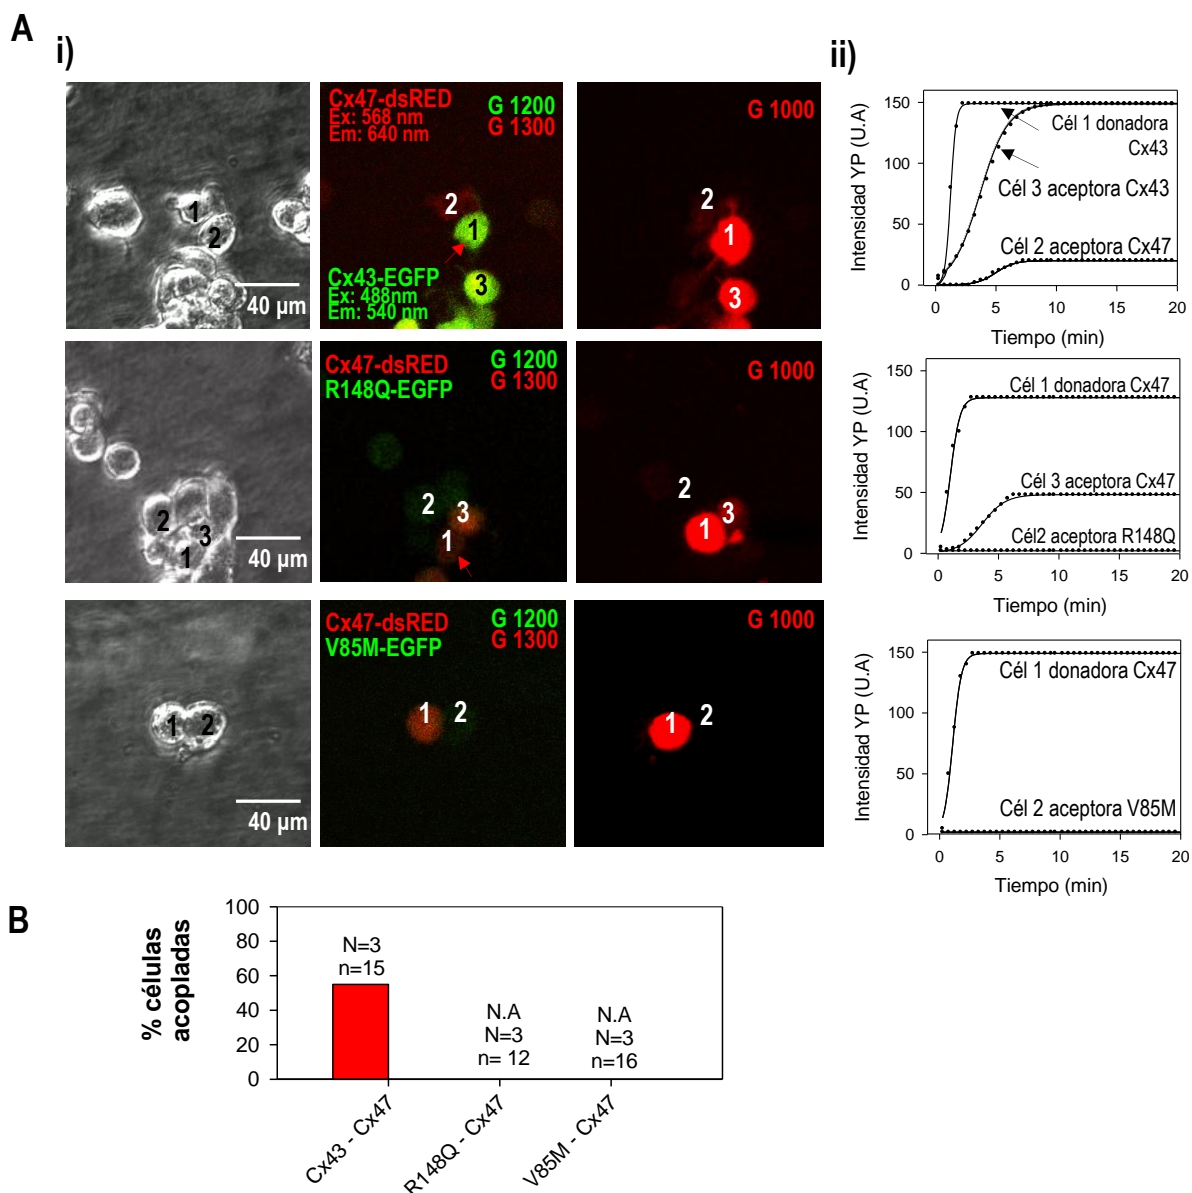 A
i)
ii)
1
2
40 µm
Cx47-dsRED
Ex: 568 nm
Em: 640 nm
G 1200
G 1300
2
1
3
Cx43-EGFP
Ex: 488nm
Em: 540 nm
G 1000
2
1
3
Intensidad YP (U.A)
150
100
50
0
Cél 1 donadora
Cx43
Cél 3 aceptora Cx43
Cél 2 aceptora Cx47
0 5 10 15 20
Tiempo (min)
2
3
1
40 µm
Cx47-dsRED
R148Q-EGFP
G 1200
G 1300
2
3
1
G 1000
2
3
1
Intensidad YP (U.A)
150
100
50
0
Cél 1 donadora Cx47
Cél 3 aceptora Cx47
Cél2 aceptora R148Q
0 5 10 15 20
Tiempo (min)
1 2
40 µm
Cx47-dsRED
V85M-EGFP
G 1200
G 1300
1 2
G 1000
1 2
Intensidad YP (U.A)
150
100
50
0
Cél 1 donadora Cx47
Cél 2 aceptora V85M
0 5 10 15 20
Tiempo (min)
B
% células
acopladas
100
80
60
40
20
0
N=3
n=15
N.A
N=3
n= 12
N.A
N=3
n=16
Cx43 - Cx47
R148Q - Cx47
V85M - Cx47